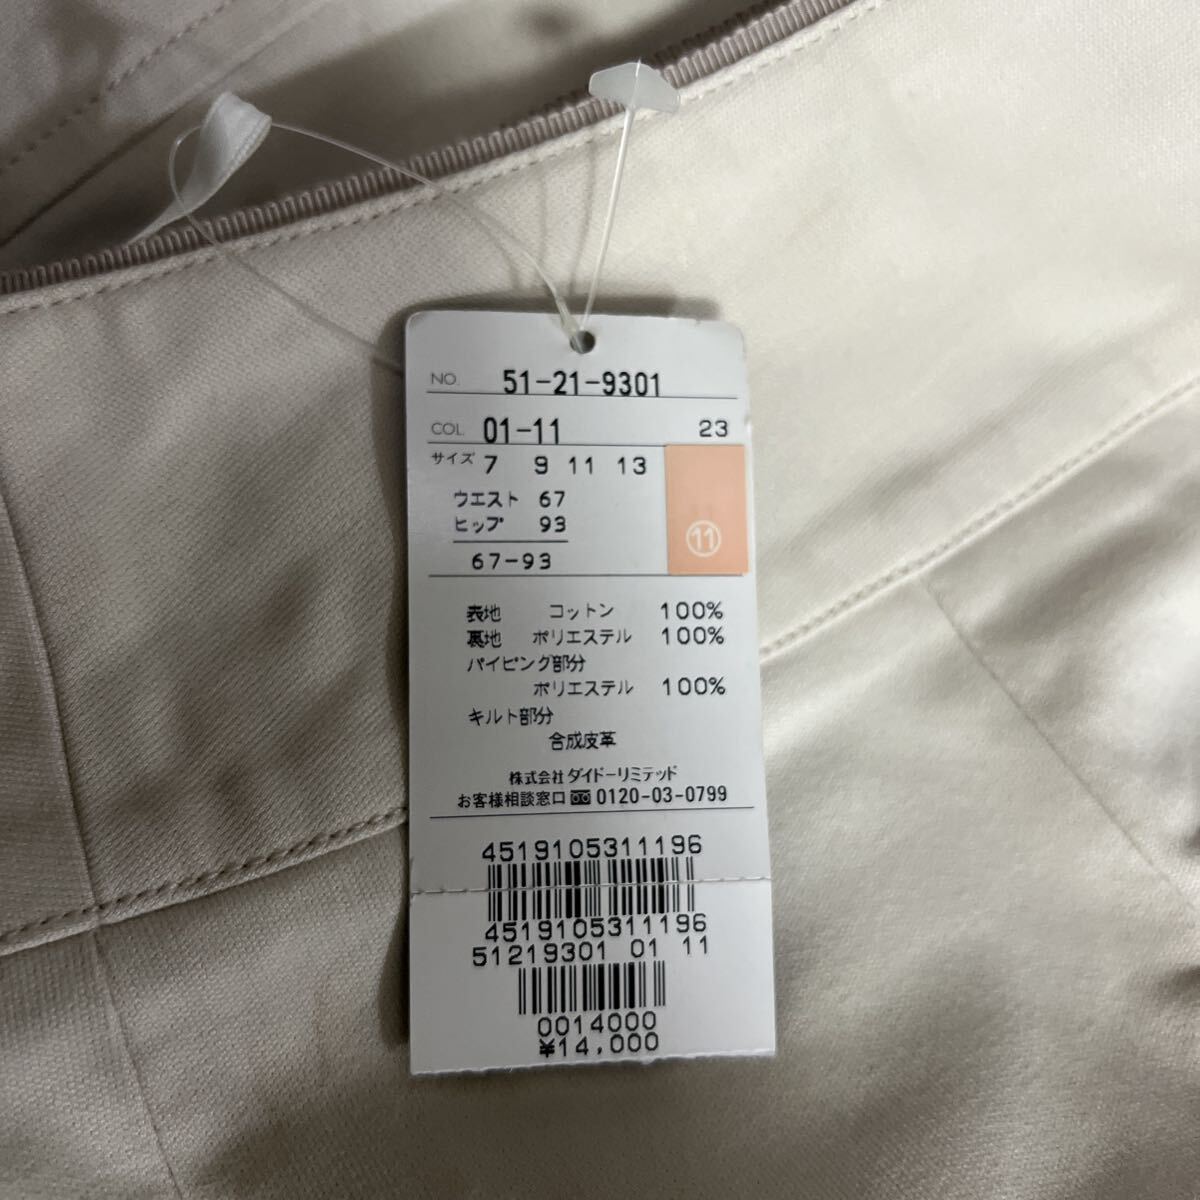 NO. 51-21-9301
COL. 01-11 23
サイズ 7 9 11 13
ウエスト 67
ヒップ 93
67-93
⑪
表地 コットン 100%
裏地 ポリエステル 100%
パイピング部分
ポリエステル 100%
キルト部分
合成皮革
株式会社ダイドーリミテッド
お客様相談窓口 0120-03-0799
4519105311196
4519105311196
51219301 01 11
0014000
¥14,000